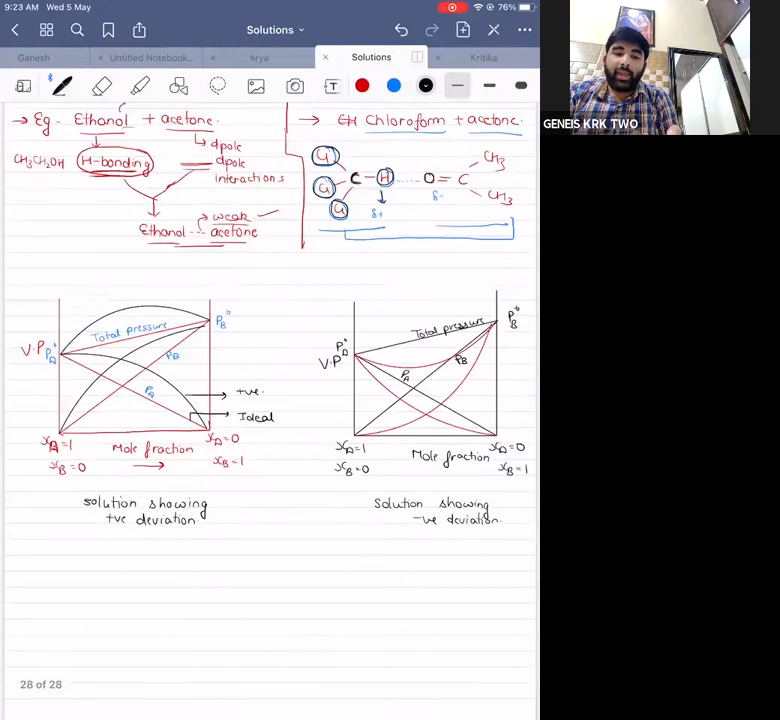 9:23 AM Wed 5 May
76%
Solutions
Ganesh
Untitled Notebook...
Arya
Solutions
Kritika
T
GENEIS KRK TWO
→ Eg - Ethanol + acetone.
dpole
dpole
interactions
CH3CH2OH
H-bonding
weak
Ethanol --- acetone
→ Chloroform + acetone
Cl
Cl
Cl
C - H ...... O = C
CH3
CH3
δ+
δ-
V.P
PA°
PB°
Total pressure
PB
PA
+ve.
Ideal
xA=1
xB=0
Mole fraction
→
xA=0
xB=1
solution showing
+ve deviation
V.P
PA°
PB°
Total pressure
PA
PB
xA=1
xB=0
Mole fraction
xA=0
xB=1
Solution showing
-ve deviation.
28 of 28